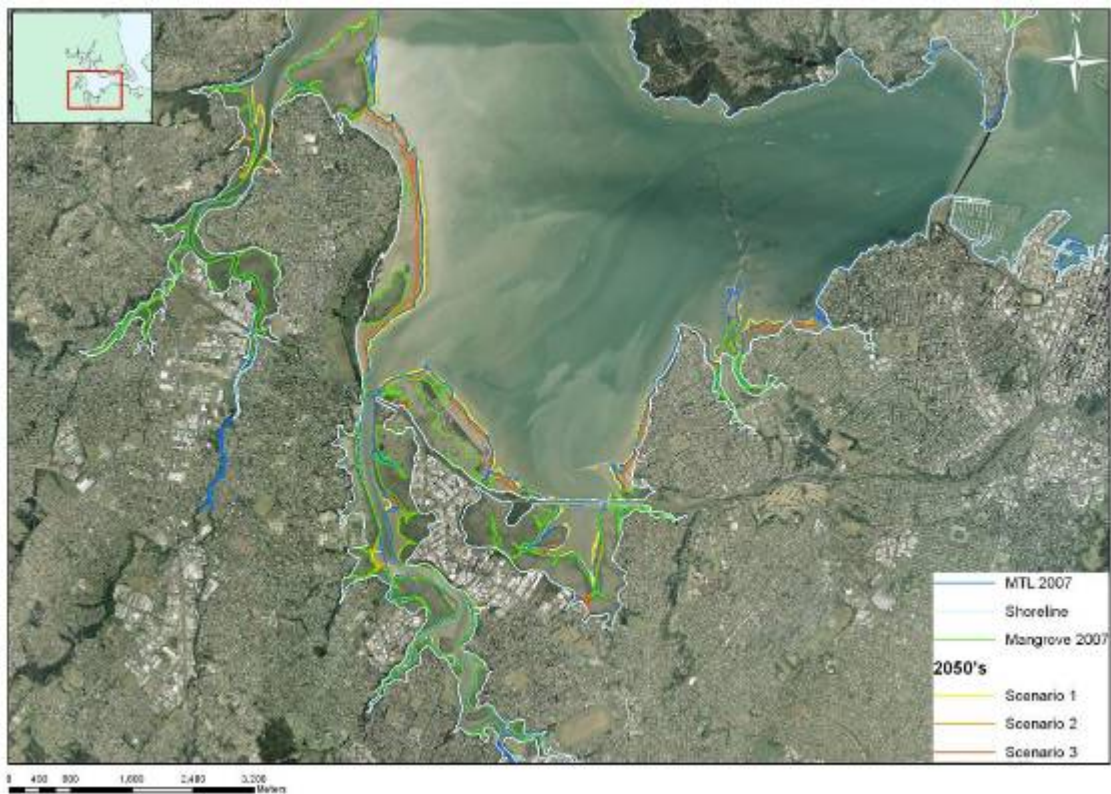 N
MTL 2007
Shoreline
Mangrove 2007
2050's
Scenario 1
Scenario 2
Scenario 3
0 400 800 1,600 2,400 3,200
Meters